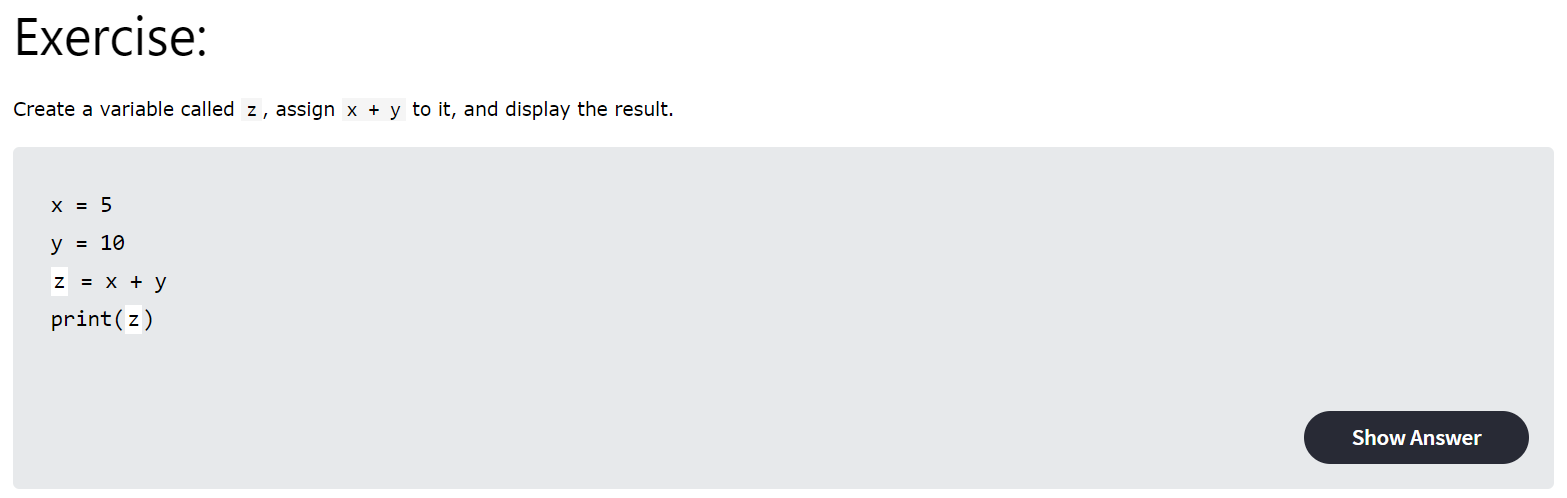 Exercise:
Create a variable called z, assign x + y to it, and display the result.
x = 5
y = 10
z = x + y
print(z)
Show Answer